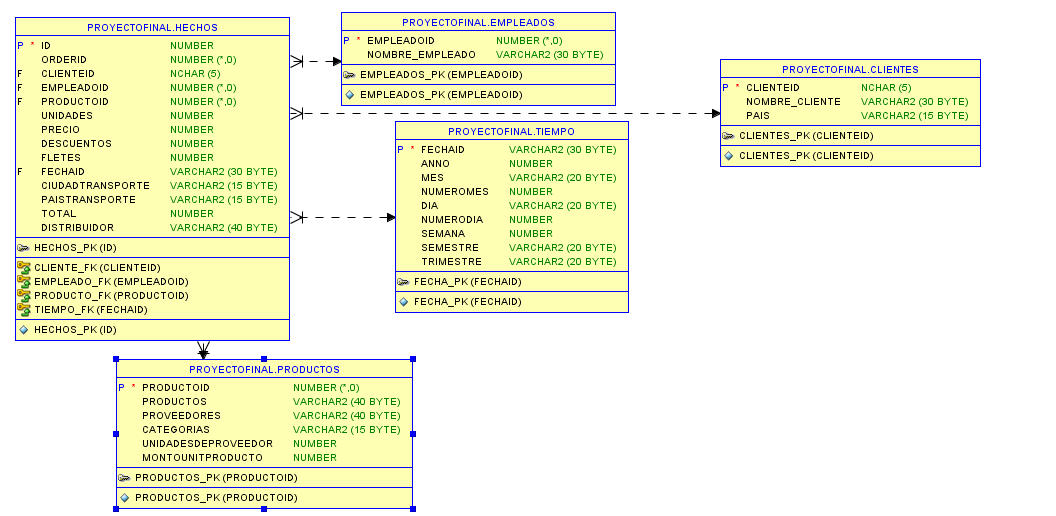 PROYECTOFINAL.HECHOS
P * ID NUMBER
ORDERID NUMBER (*,0)
F CLIENTEID NCHAR (5)
F EMPLEADOID NUMBER (*,0)
F PRODUCTOID NUMBER (*,0)
UNIDADES NUMBER
PRECIO NUMBER
DESCUENTOS NUMBER
FLETES NUMBER
F FECHAID VARCHAR2 (30 BYTE)
CIUDADTRANSPORTE VARCHAR2 (15 BYTE)
PAISTRANSPORTE VARCHAR2 (15 BYTE)
TOTAL NUMBER
DISTRIBUIDOR VARCHAR2 (40 BYTE)
HECHOS_PK (ID)
CLIENTE_FK (CLIENTEID)
EMPLEADO_FK (EMPLEADOID)
PRODUCTO_FK (PRODUCTOID)
TIEMPO_FK (FECHAID)
HECHOS_PK (ID)
PROYECTOFINAL.EMPLEADOS
P * EMPLEADOID NUMBER (*,0)
NOMBRE_EMPLEADO VARCHAR2 (30 BYTE)
EMPLEADOS_PK (EMPLEADOID)
EMPLEADOS_PK (EMPLEADOID)
PROYECTOFINAL.CLIENTES
P * CLIENTEID NCHAR (5)
NOMBRE_CLIENTE VARCHAR2 (30 BYTE)
PAIS VARCHAR2 (15 BYTE)
CLIENTES_PK (CLIENTEID)
CLIENTES_PK (CLIENTEID)
PROYECTOFINAL.TIEMPO
P * FECHAID VARCHAR2 (30 BYTE)
ANNO NUMBER
MES VARCHAR2 (20 BYTE)
NUMEROMES NUMBER
DIA VARCHAR2 (20 BYTE)
NUMERODIA NUMBER
SEMANA NUMBER
SEMESTRE VARCHAR2 (20 BYTE)
TRIMESTRE VARCHAR2 (20 BYTE)
FECHA_PK (FECHAID)
FECHA_PK (FECHAID)
PROYECTOFINAL.PRODUCTOS
P * PRODUCTOID NUMBER (*,0)
PRODUCTOS VARCHAR2 (40 BYTE)
PROVEEDORES VARCHAR2 (40 BYTE)
CATEGORIAS VARCHAR2 (15 BYTE)
UNIDADESDEPROVEEDOR NUMBER
MONTOUNITPRODUCTO NUMBER
PRODUCTOS_PK (PRODUCTOID)
PRODUCTOS_PK (PRODUCTOID)